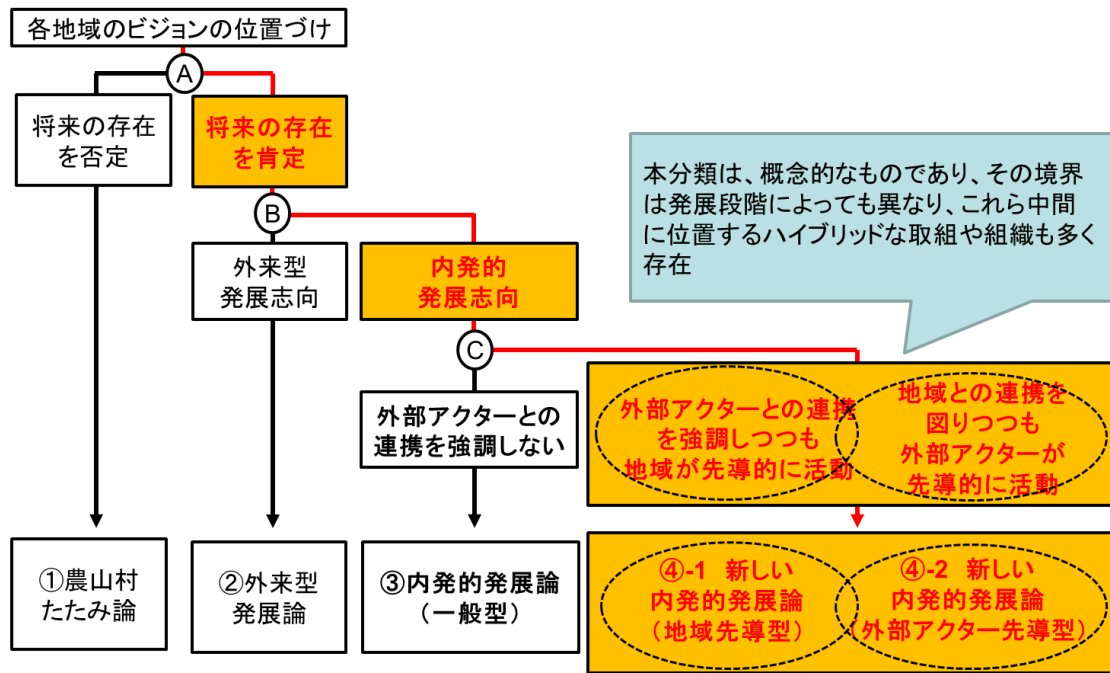 各地域のビジョンの位置づけ
A
将来の存在
を否定
将来の存在
を肯定
B
外来型
発展志向
内発的
発展志向
本分類は、概念的なものであり、その境界
は発展段階によっても異なり、これら中間
に位置するハイブリッドな取組や組織も多く
存在
C
外部アクターとの
連携を強調しない
外部アクターとの連携
を強調しつつも
地域が先導的に活動
地域との連携を
図りつつも
外部アクターが
先導的に活動
①農山村
たたみ論
②外来型
発展論
③内発的発展論
（一般型）
④-1 新しい
内発的発展論
（地域先導型）
④-2 新しい
内発的発展論
（外部アクター先導型）